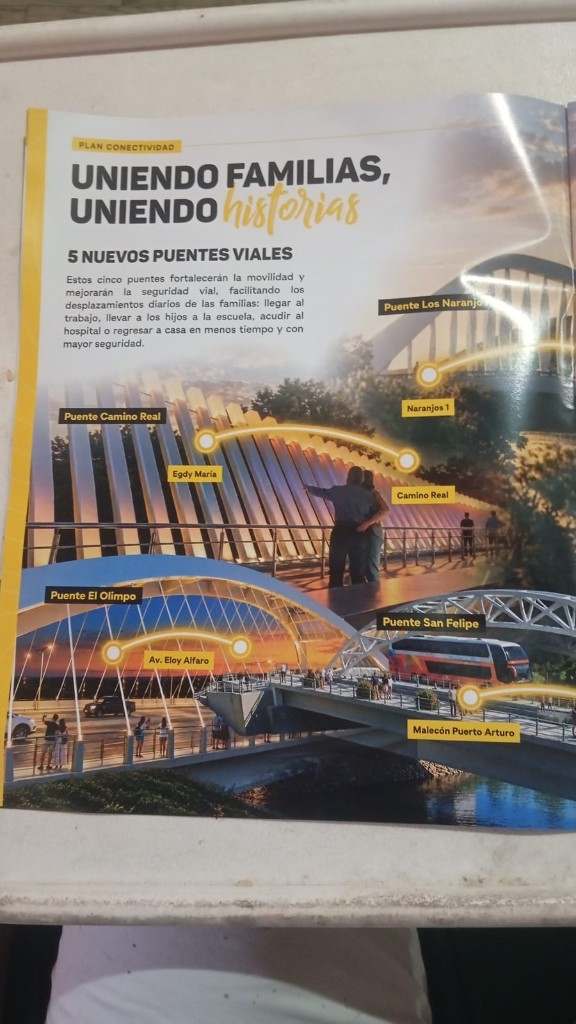 PLAN CONECTIVIDAD
UNIENDO FAMILIAS,
UNIENDO historias
5 NUEVOS PUENTES VIALES
Estos cinco puentes fortalecerán la movilidad y
mejorarán la seguridad vial, facilitando los
desplazamientos diarios de las familias: llegar al
trabajo, llevar a los hijos a la escuela, acudir al
hospital o regresar a casa en menos tiempo y con
mayor seguridad.
Puente Los Naranjos
Naranjos 1
Puente Camino Real
Egdy María
Camino Real
Puente El Olimpo
Av. Eloy Alfaro
Puente San Felipe
Malecón Puerto Arturo